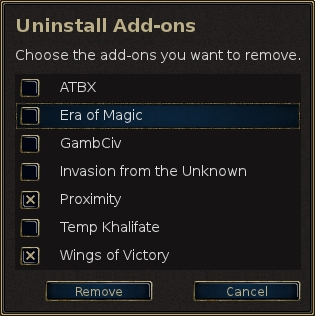 Uninstall Add-ons
Choose the add-ons you want to remove.
ATBX
Era of Magic
GambCiv
Invasion from the Unknown
Proximity
Temp Khalifate
Wings of Victory
Remove Cancel